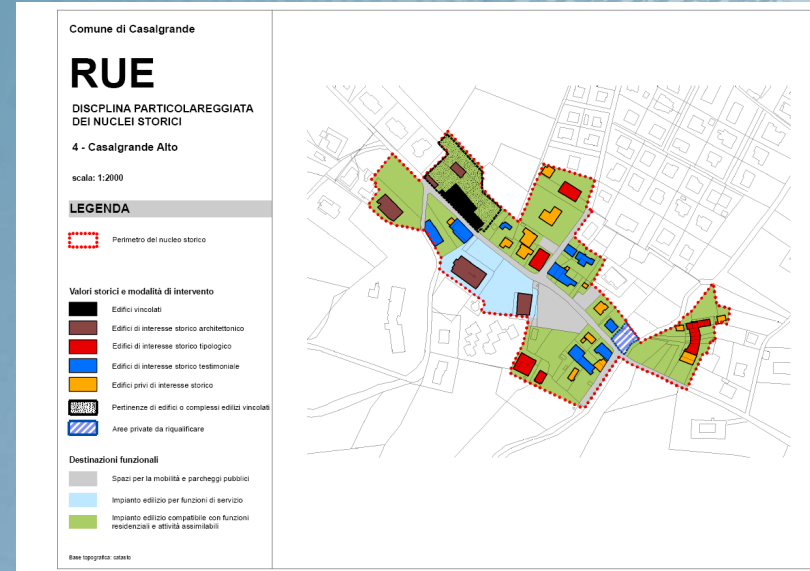 Comune di Casalgrande
RUE
DISCPLINA PARTICOLAREGGIATA
DEI NUCLEI STORICI
4 - Casalgrande Alto
scala: 1:2000
LEGENDA
Perimetro del nucleo storico
Valori storici e modalità di intervento
Edifici vincolati
Edifici di interesse storico architettonico
Edifici di interesse storico tipologico
Edifici di interesse storico testimoniale
Edifici privi di interesse storico
Pertinenze di edifici o complessi edilizi vincolati
Aree private da riqualificare
Destinazioni funzionali
Spazi per la mobilità e parcheggi pubblici
Impianto edilizio per funzioni di servizio
Impianto edilizio compatibile con funzioni
residenziali e attività assimilabili
Base topografica: catasto